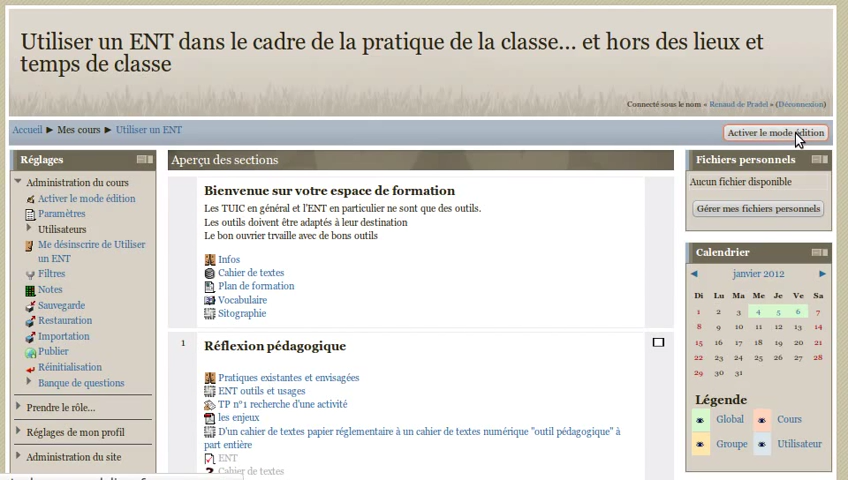 Utiliser un ENT dans le cadre de la pratique de la classe... et hors des lieux et
temps de classe
Connecté sous le nom « Renaud de Pradel » (Déconnexion)
Accueil ► Mes cours ► Utiliser un ENT
Activer le mode édition
Réglages
Administration du cours
Activer le mode édition
Paramètres
Utilisateurs
Me désinscrire de Utiliser
un ENT
Filtres
Notes
Sauvegarde
Restauration
Importation
Publier
Réinitialisation
Banque de questions
Prendre le rôle...
Réglages de mon profil
Administration du site
Aperçu des sections
Bienvenue sur votre espace de formation
Les TUIC en général et l'ENT en particulier ne sont que des outils.
Les outils doivent être adaptés à leur destination
Le bon ouvrier trvaille avec de bons outils
Infos
Cahier de textes
Plan de formation
Vocabulaire
Sitographie
1
Réflexion pédagogique
Pratiques existantes et envisagées
ENT outils et usages
TP n°1 recherche d'une activité
les enjeux
D'un cahier de textes papier réglementaire à un cahier de textes numérique "outil pédagogique" à
part entière
ENT
Cahier de textes
Fichiers personnels
Aucun fichier disponible
Gérer mes fichiers personnels
Calendrier
◄ janvier 2012 ►
Di Lu Ma Me Je Ve Sa
1 2 3 4 5 6 7
8 9 10 11 12 13 14
15 16 17 18 19 20 21
22 23 24 25 26 27 28
29 30 31
Légende
Global Cours
Groupe Utilisateur